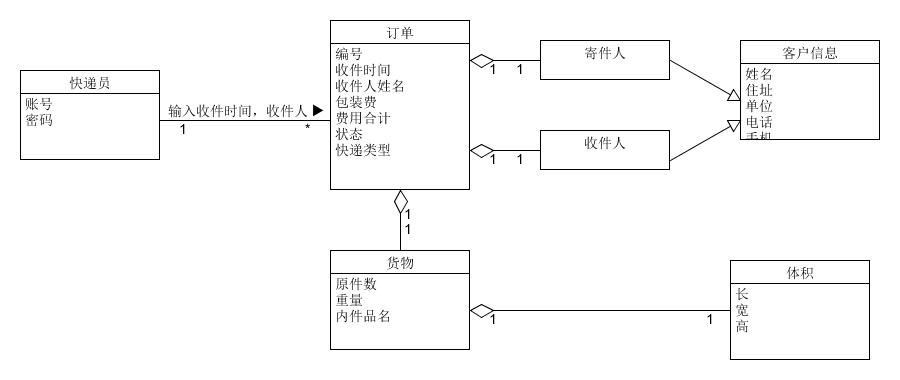 快递员
账号
密码
输入收件时间，收件人
1
*
订单
编号
收件时间
收件人姓名
包装费
费用合计
状态
快递类型
1
1
寄件人
1
1
收件人
客户信息
姓名
住址
单位
电话
手机
1
1
货物
原件数
重量
内件品名
1
1
体积
长
宽
高